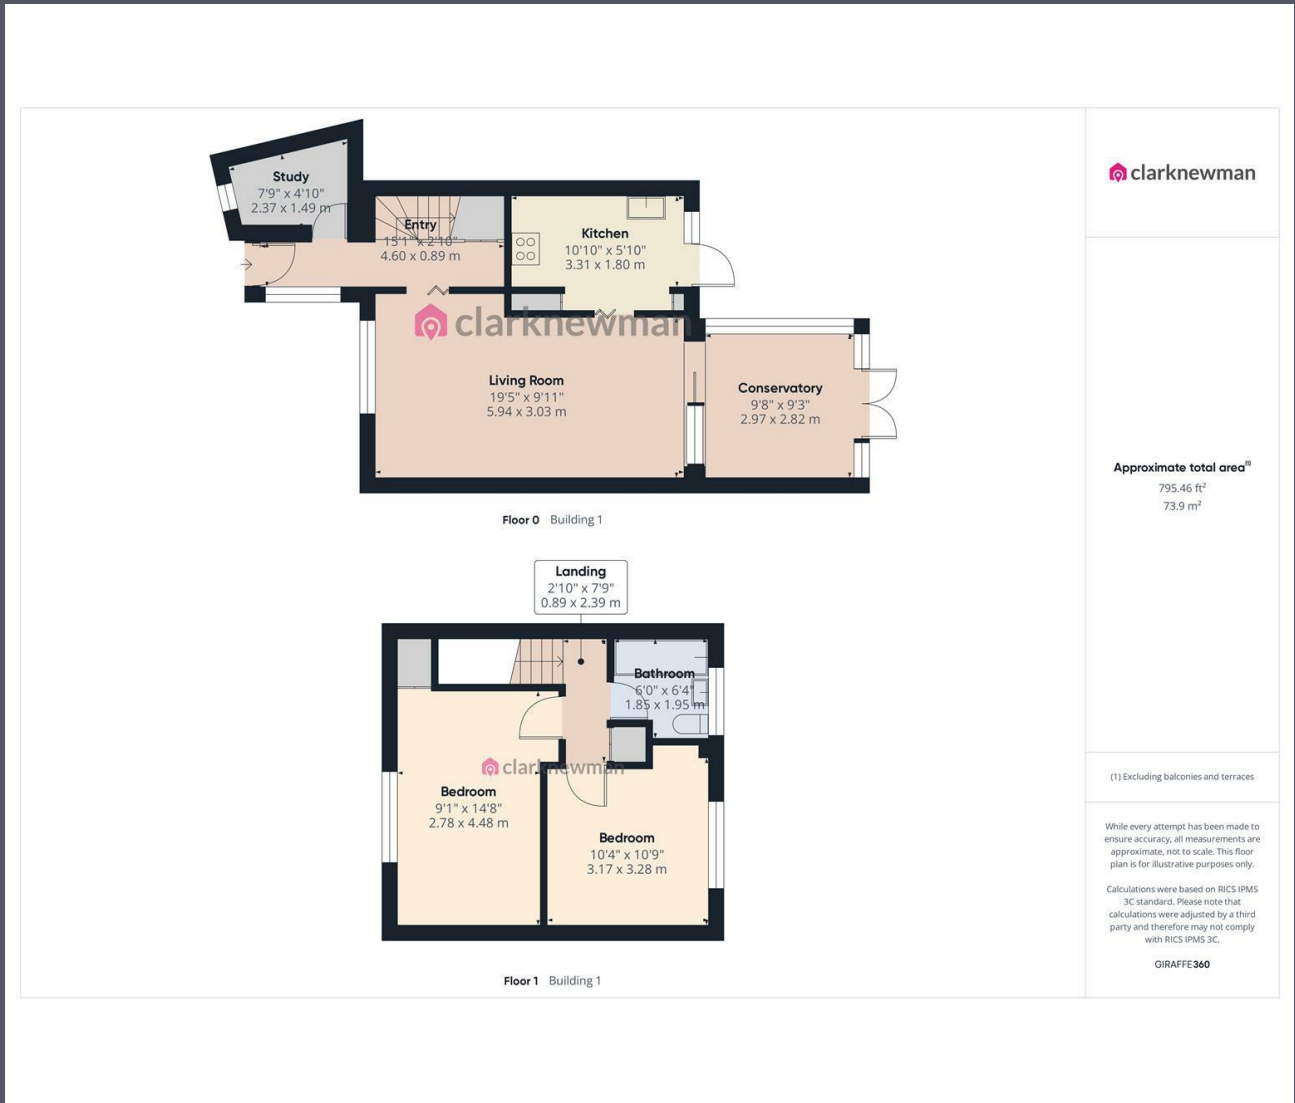 Study
7'9" x 4'10"
2.37 x 1.49 m
Entry
15'1" x 2'10"
4.60 x 0.89 m
Kitchen
10'10" x 5'10"
3.31 x 1.80 m
clarknewman
Living Room
19'5" x 9'11"
5.94 x 3.03 m
Conservatory
9'8" x 9'3"
2.97 x 2.82 m
Floor 0 Building 1
Landing
2'10" x 7'9"
0.89 x 2.39 m
Bathroom
6'0" x 6'4"
1.85 x 1.95 m
clarknewman
Bedroom
9'1" x 14'8"
2.78 x 4.48 m
Bedroom
10'4" x 10'9"
3.17 x 3.28 m
Floor 1 Building 1
clarknewman
Approximate total area(1)
795.46 ft²
73.9 m²
(1) Excluding balconies and terraces
While every attempt has been made to
ensure accuracy, all measurements are
approximate, not to scale. This floor
plan is for illustrative purposes only.
Calculations were based on RICS IPMS
3C standard. Please note that
calculations were adjusted by a third
party and therefore may not comply
with RICS IPMS 3C.
GIRAFFE360